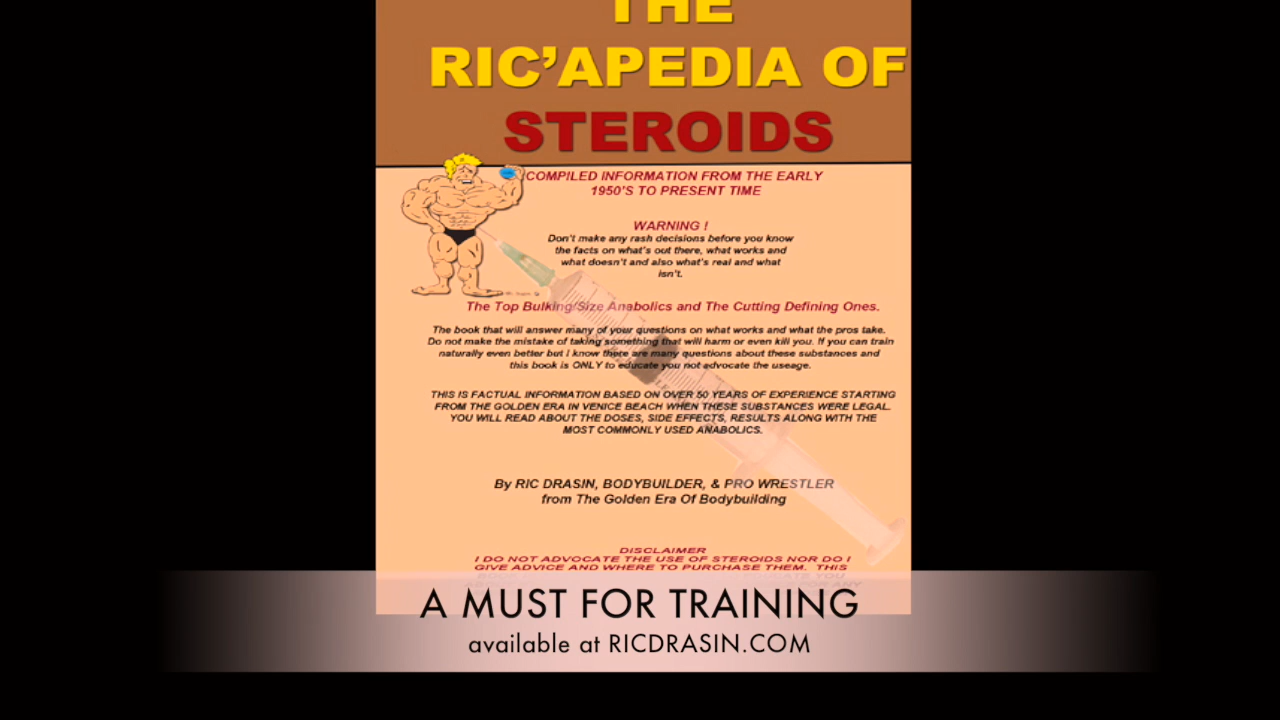 THE
RIC'APEDIA OF
STEROIDS
COMPILED INFORMATION FROM THE EARLY
1950'S TO PRESENT TIME
WARNING !
Don't make any rash decisions before you know
the facts on what's out there, what works and
what doesn't and also what's real and what
isn't.
The Top Bulking/Size Anabolics and The Cutting Defining Ones.
The book that will answer many of your questions on what works and what the pros take.
Do not make the mistake of taking something that will harm or even kill you. If you can train
naturally even better but I know there are many questions about these substances and
this book is ONLY to educate you not advocate the useage.
THIS IS FACTUAL INFORMATION BASED ON OVER 50 YEARS OF EXPERIENCE STARTING
FROM THE GOLDEN ERA IN VENICE BEACH WHEN THESE SUBSTANCES WERE LEGAL.
YOU WILL READ ABOUT THE DOSES, SIDE EFFECTS, RESULTS ALONG WITH THE
MOST COMMONLY USED ANABOLICS.
By RIC DRASIN, BODYBUILDER, & PRO WRESTLER
from The Golden Era Of Bodybuilding
DISCLAIMER
I DO NOT ADVOCATE THE USE OF STEROIDS NOR DO I
GIVE ADVICE AND WHERE TO PURCHASE THEM. THIS
A MUST FOR TRAINING
available at RICDRASIN.COM